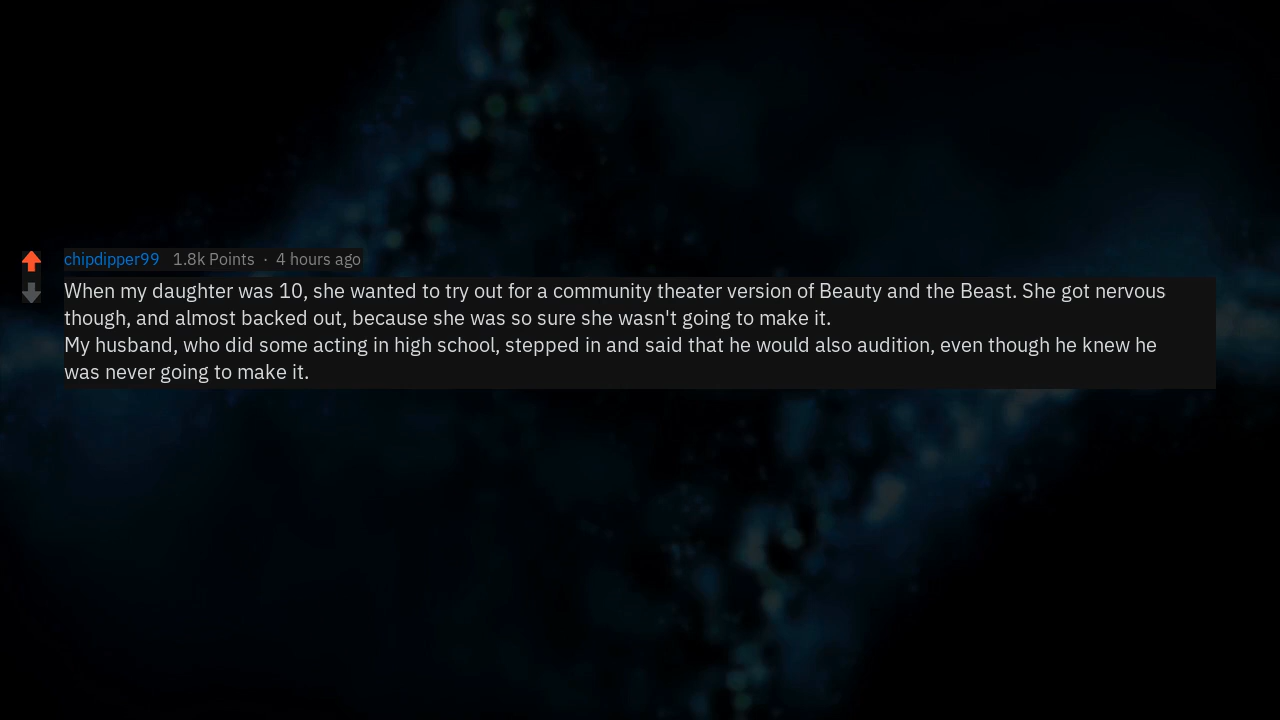 chipdipper99 1.8k Points · 4 hours ago
When my daughter was 10, she wanted to try out for a community theater version of Beauty and the Beast. She got nervous
though, and almost backed out, because she was so sure she wasn't going to make it.
My husband, who did some acting in high school, stepped in and said that he would also audition, even though he knew he
was never going to make it.